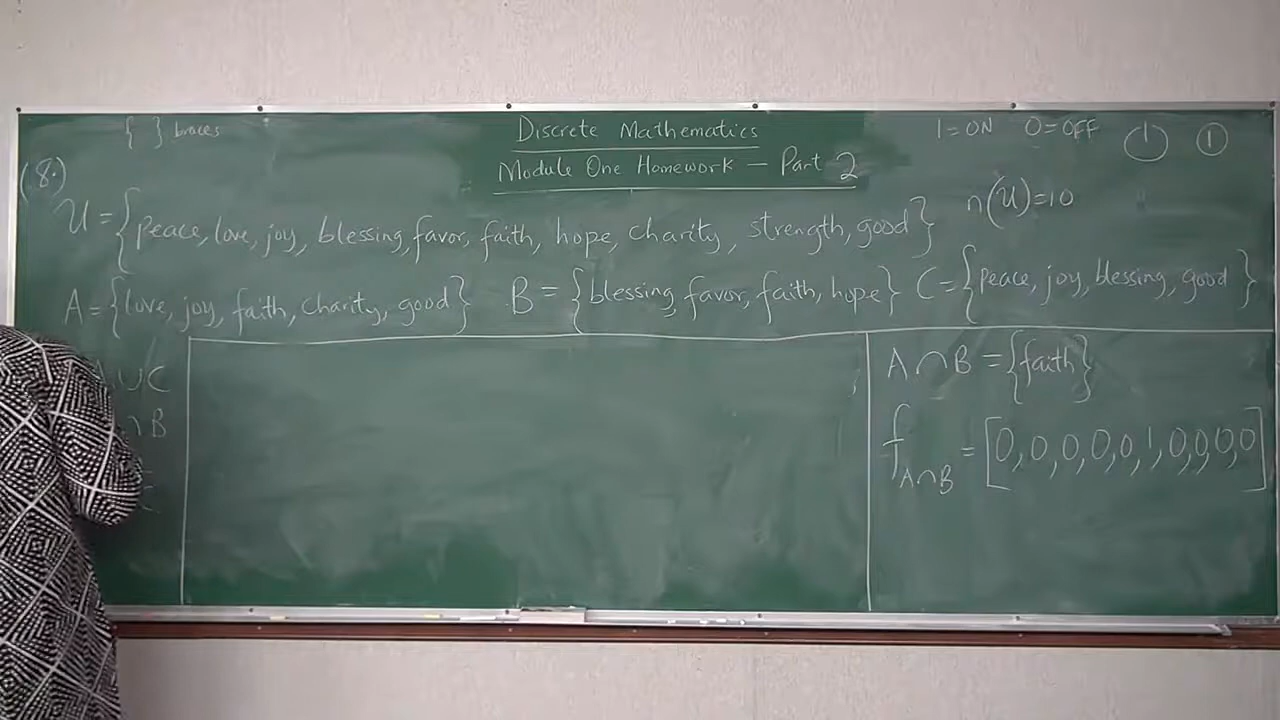 { } braces
Discrete Mathematics
1=ON 0=OFF 1 1
Module One Homework – Part 2
(8.)
U = {peace, love, joy, blessing, favor, faith, hope, charity, strength, good} n(U)=10
A = {love, joy, faith, charity, good} B = {blessing, favor, faith, hope} C = {peace, joy, blessing, good}
∪C
∩B
A∩B = {faith}
f A∩B = [0,0,0,0,0,1,0,0,0,0]